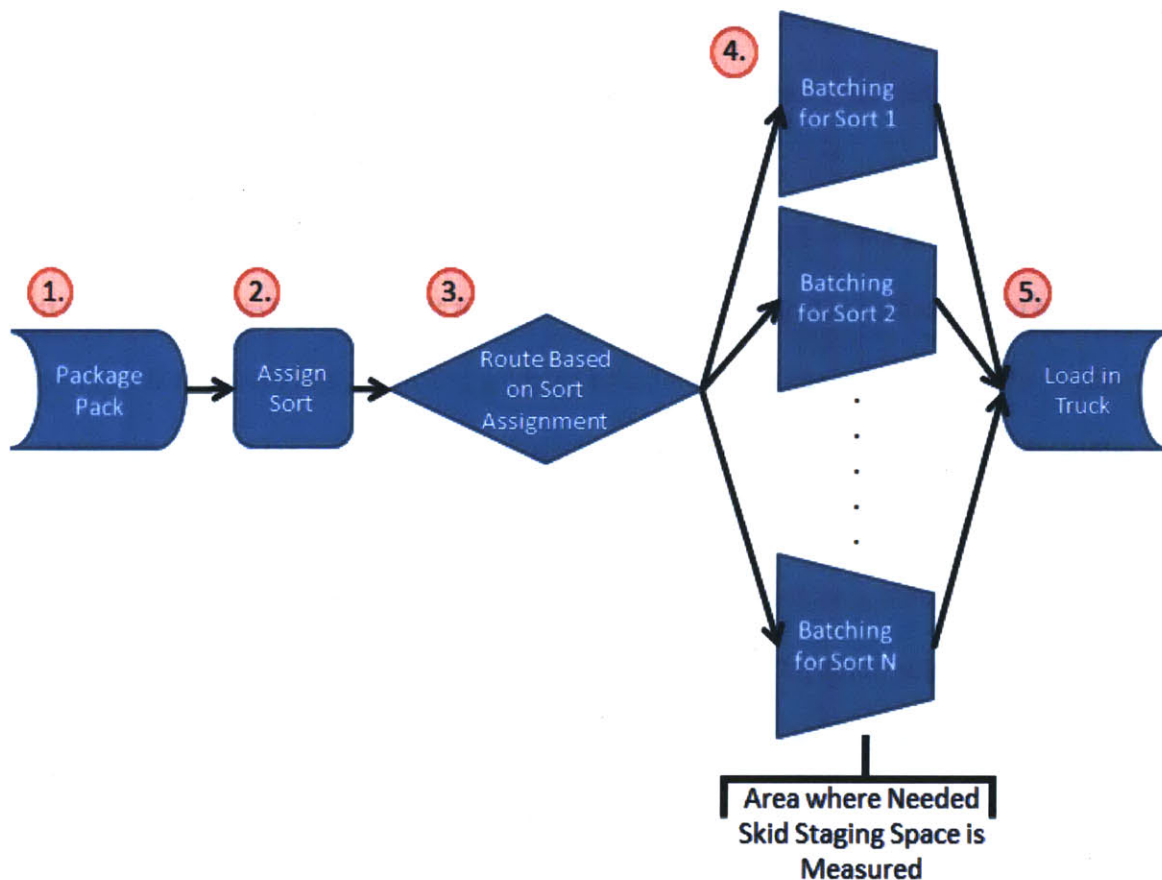 1.
Package
Pack
2.
Assign
Sort
3.
Route Based
on Sort
Assignment
4.
Batching
for Sort 1
Batching
for Sort 2
Batching
for Sort N
5.
Load in
Truck
Area where Needed
Skid Staging Space is
Measured